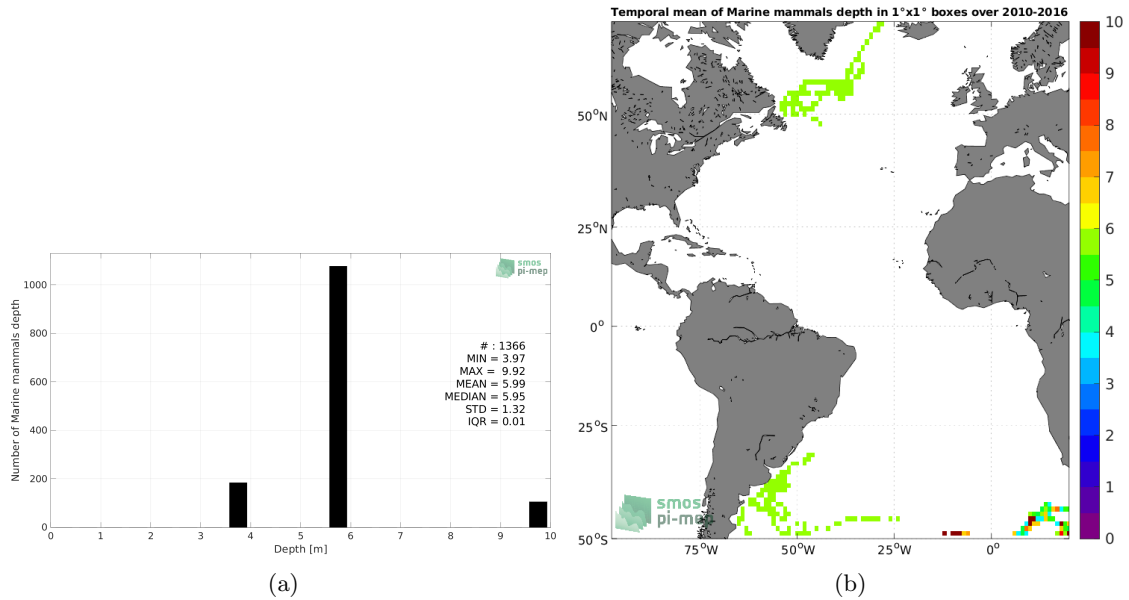 Temporal mean of Marine mammals depth in 1°x1° boxes over 2010-2016
smos
pi-mep
Number of Marine mammals depth
1000
800
600
400
200
0
# : 1366
MIN = 3.97
MAX = 9.92
MEAN = 5.99
MEDIAN = 5.95
STD = 1.32
IQR = 0.01
0 1 2 3 4 5 6 7 8 9 10
Depth [m]
(a)
50°N
25°N
0°
25°S
50°S
75°W 50°W 25°W 0°
smos
pi-mep
10
9
8
7
6
5
4
3
2
1
0
(b)